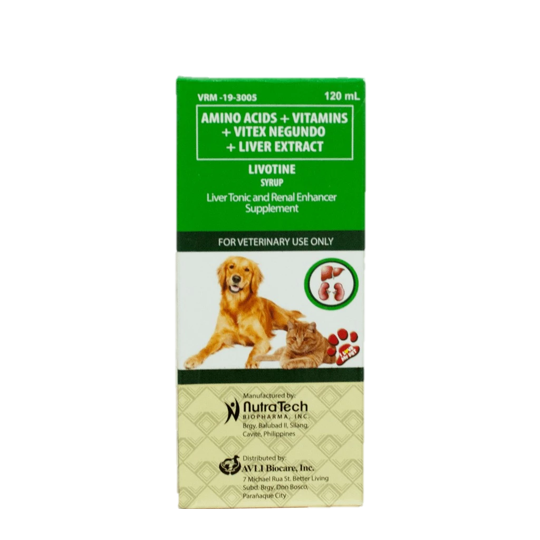 VRM -19-3005 120 mL
AMINO ACIDS + VITAMINS
+ VITEX NEGUNDO
+ LIVER EXTRACT
LIVOTINE
SYRUP
Liver Tonic and Renal Enhancer
Supplement
FOR VETERINARY USE ONLY
Manufactured by:
NutraTech
BIOPHARMA, INC.
Brgy. Balubad II, Silang,
Cavite, Philippines
Distributed by:
AVLI Biocare, Inc.
7 Michael Rua St. Better Living
Subd. Brgy, Don Bosco,
Parañaque City